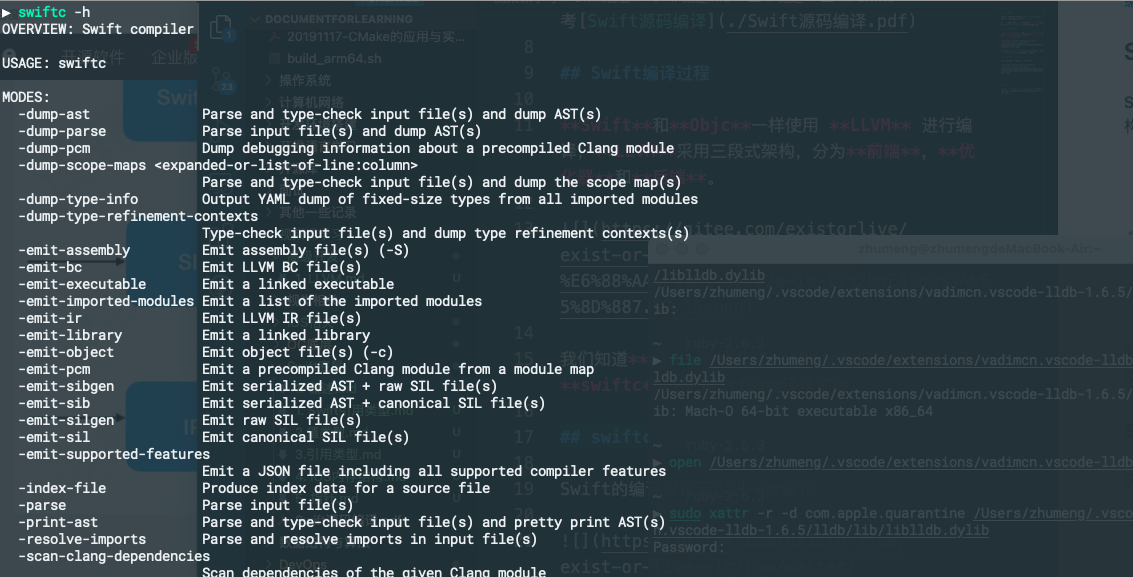 ▶ swiftc -h
OVERVIEW: Swift compiler

USAGE: swiftc

MODES:
-dump-ast Parse and type-check input file(s) and dump AST(s)
-dump-parse Parse input file(s) and dump AST(s)
-dump-pcm Dump debugging information about a precompiled Clang module
-dump-scope-maps <expanded-or-list-of-line:column>
Parse and type-check input file(s) and dump the scope map(s)
-dump-type-info Output YAML dump of fixed-size types from all imported modules
-dump-type-refinement-contexts
Type-check input file(s) and dump type refinement contexts(s)
-emit-assembly Emit assembly file(s) (-S)
-emit-bc Emit LLVM BC file(s)
-emit-executable Emit a linked executable
-emit-imported-modules Emit a list of the imported modules
-emit-ir Emit LLVM IR file(s)
-emit-library Emit a linked library
-emit-object Emit object file(s) (-c)
-emit-pcm Emit a precompiled Clang module from a module map
-emit-sibgen Emit serialized AST + raw SIL file(s)
-emit-sib Emit serialized AST + canonical SIL file(s)
-emit-silgen Emit raw SIL file(s)
-emit-sil Emit canonical SIL file(s)
-emit-supported-features
Emit a JSON file including all supported compiler features
-index-file Produce index data for a source file
-parse Parse input file(s)
-print-ast Parse and type-check input file(s) and pretty print AST(s)
-resolve-imports Parse and resolve imports in input file(s)
-scan-clang-dependencies
Scan dependencies of the given Clang module
DOCUMENTFORLEARNING
20191117-CMake的应用与实...
build_arm64.sh
操作系统
计算机网络
其他一些记录
3.引用类型.md
DevOps
考[Swift源码编译](./Swift源码编译.pdf)
8
9 ## Swift编译过程
10
11 **Swift**和**Objc**一样使用 **LLVM** 进行编
采用三段式架构，分为**前端**，**优
14
15 我们知道**
**swiftc*
17 ## swiftc
18
19 Swift的编
20
zhumeng@zhumengdeMacBook-Air:~
/liblldb.dylib
/Users/zhumeng/.vscode/extensions/vadimcn.vscode-lldb-1.6.5/
ib:
▶ file /Users/zhumeng/.vscode/extensions/vadimcn.vscode-lldb
ldb.dylib
/Users/zhumeng/.vscode/extensions/vadimcn.vscode-lldb-1.6.5/
ib: Mach-O 64-bit executable x86_64
▶ open /Users/zhumeng/.vscode/extensions/vadimcn.vscode-lldb
▶ sudo xattr -r -d com.apple.quarantine /Users/zhumeng/.vsco
n.vscode-lldb-1.6.5/lldb/lib/liblldb.dylib
Password: